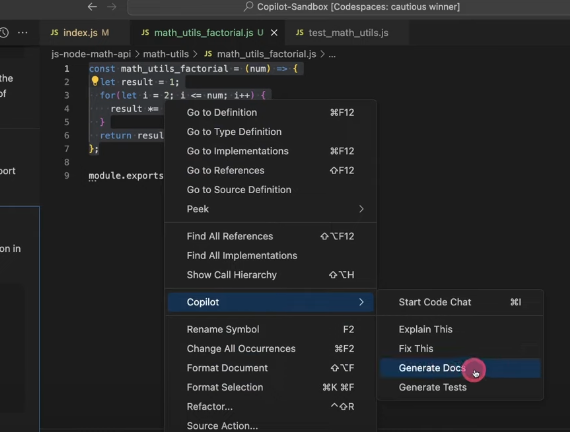 Copilot-Sandbox [Codespaces: cautious winner]
JS index.js M
JS math_utils_factorial.js U
JS test_math_utils.js
js-node-math-api > math-utils > JS math_utils_factorial.js > ...
the
of
port
on in
1 const math_utils_factorial = (num) => {
2 let result = 1;
3 for(let i = 2; i <= num; i++) {
4 result *=
5 }
6 return resul
7 };
8
9 module.exports
Go to Definition ⌘F12
Go to Type Definition
Go to Implementations ⌘F12
Go to References ⇧F12
Go to Source Definition
Peek >
Find All References ⇧⌥F12
Find All Implementations
Show Call Hierarchy ⇧⌥H
Copilot >
Rename Symbol F2
Change All Occurrences ⌘F2
Format Document ⇧⌥F
Format Selection ⌘K ⌘F
Refactor... ^⇧R
Source Action...
Start Code Chat ⌘I
Explain This
Fix This
Generate Docs
Generate Tests